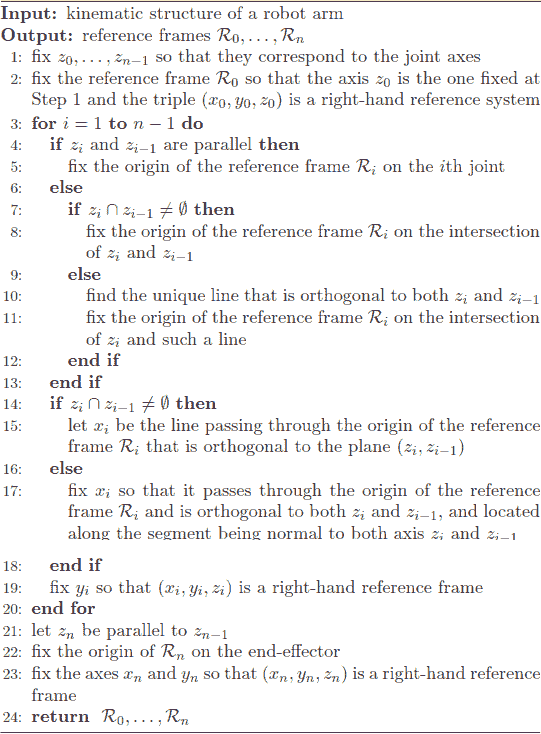 Input: kinematic structure of a robot arm
Output: reference frames ℛ₀, . . . , ℛₙ
1: fix z₀, . . . , zₙ₋₁ so that they correspond to the joint axes
2: fix the reference frame ℛ₀ so that the axis z₀ is the one fixed at
Step 1 and the triple (x₀, y₀, z₀) is a right-hand reference system
3: for i = 1 to n − 1 do
4: if zᵢ and zᵢ₋₁ are parallel then
5: fix the origin of the reference frame ℛᵢ on the ith joint
6: else
7: if zᵢ ∩ zᵢ₋₁ ≠ ∅ then
8: fix the origin of the reference frame ℛᵢ on the intersection
of zᵢ and zᵢ₋₁
9: else
10: find the unique line that is orthogonal to both zᵢ and zᵢ₋₁
11: fix the origin of the reference frame ℛᵢ on the intersection
of zᵢ and such a line
12: end if
13: end if
14: if zᵢ ∩ zᵢ₋₁ ≠ ∅ then
15: let xᵢ be the line passing through the origin of the reference
frame ℛᵢ that is orthogonal to the plane (zᵢ, zᵢ₋₁)
16: else
17: fix xᵢ so that it passes through the origin of the reference
frame ℛᵢ and is orthogonal to both zᵢ and zᵢ₋₁, and located
along the segment being normal to both axis zᵢ and zᵢ₋₁
18: end if
19: fix yᵢ so that (xᵢ, yᵢ, zᵢ) is a right-hand reference frame
20: end for
21: let zₙ be parallel to zₙ₋₁
22: fix the origin of ℛₙ on the end-effector
23: fix the axes xₙ and yₙ so that (xₙ, yₙ, zₙ) is a right-hand reference
frame
24: return ℛ₀, . . . , ℛₙ